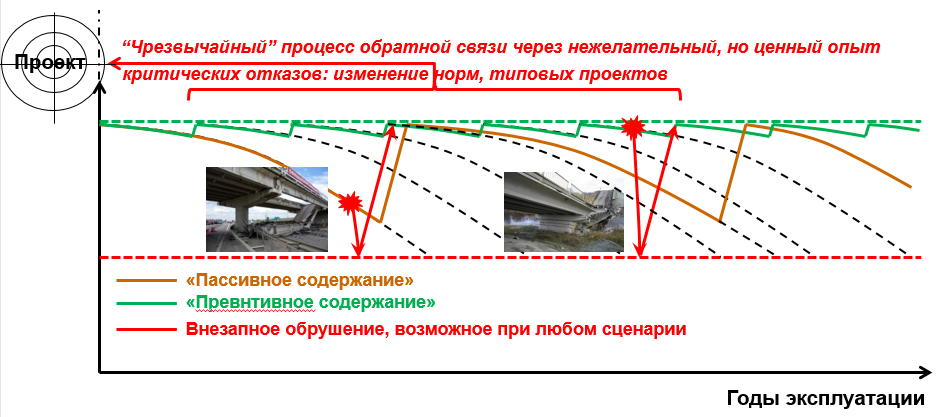 “Чрезвычайный” процесс обратной связи через нежелательный, но ценный опыт
Проект
критических отказов: изменение норм, типовых проектов
«Пассивное содержание»
«Превнтивное содержание»
Внезапное обрушение, возможное при любом сценарии
Годы эксплуатации